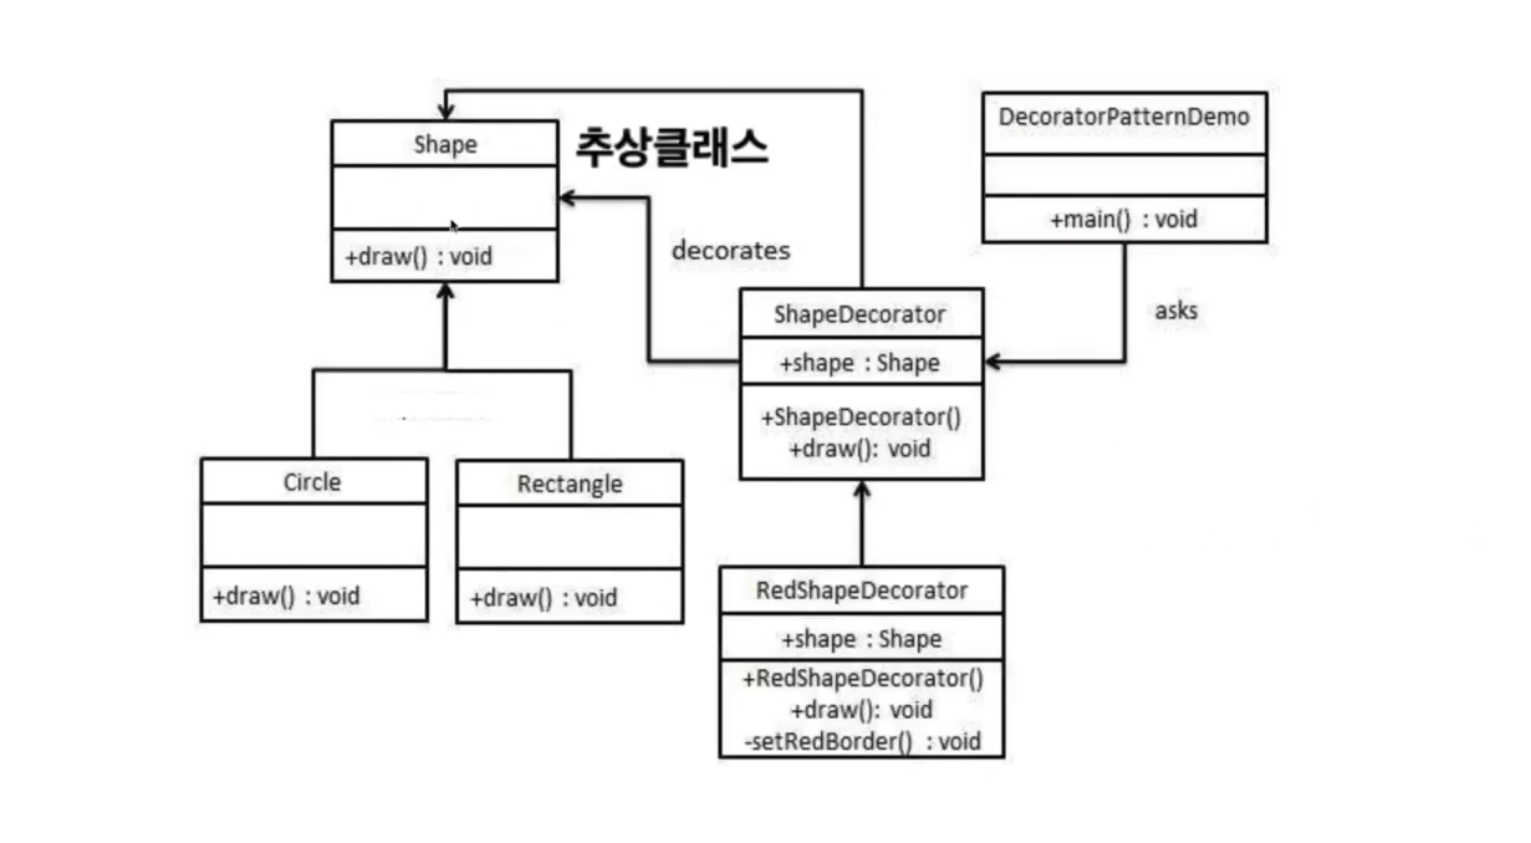 Shape
+draw() : void
추상클래스
decorates
DecoratorPatternDemo
+main() : void
asks
ShapeDecorator
+shape : Shape
+ShapeDecorator()
+draw(): void
Circle
+draw() : void
Rectangle
+draw() : void
RedShapeDecorator
+shape : Shape
+RedShapeDecorator()
+draw(): void
-setRedBorder() : void